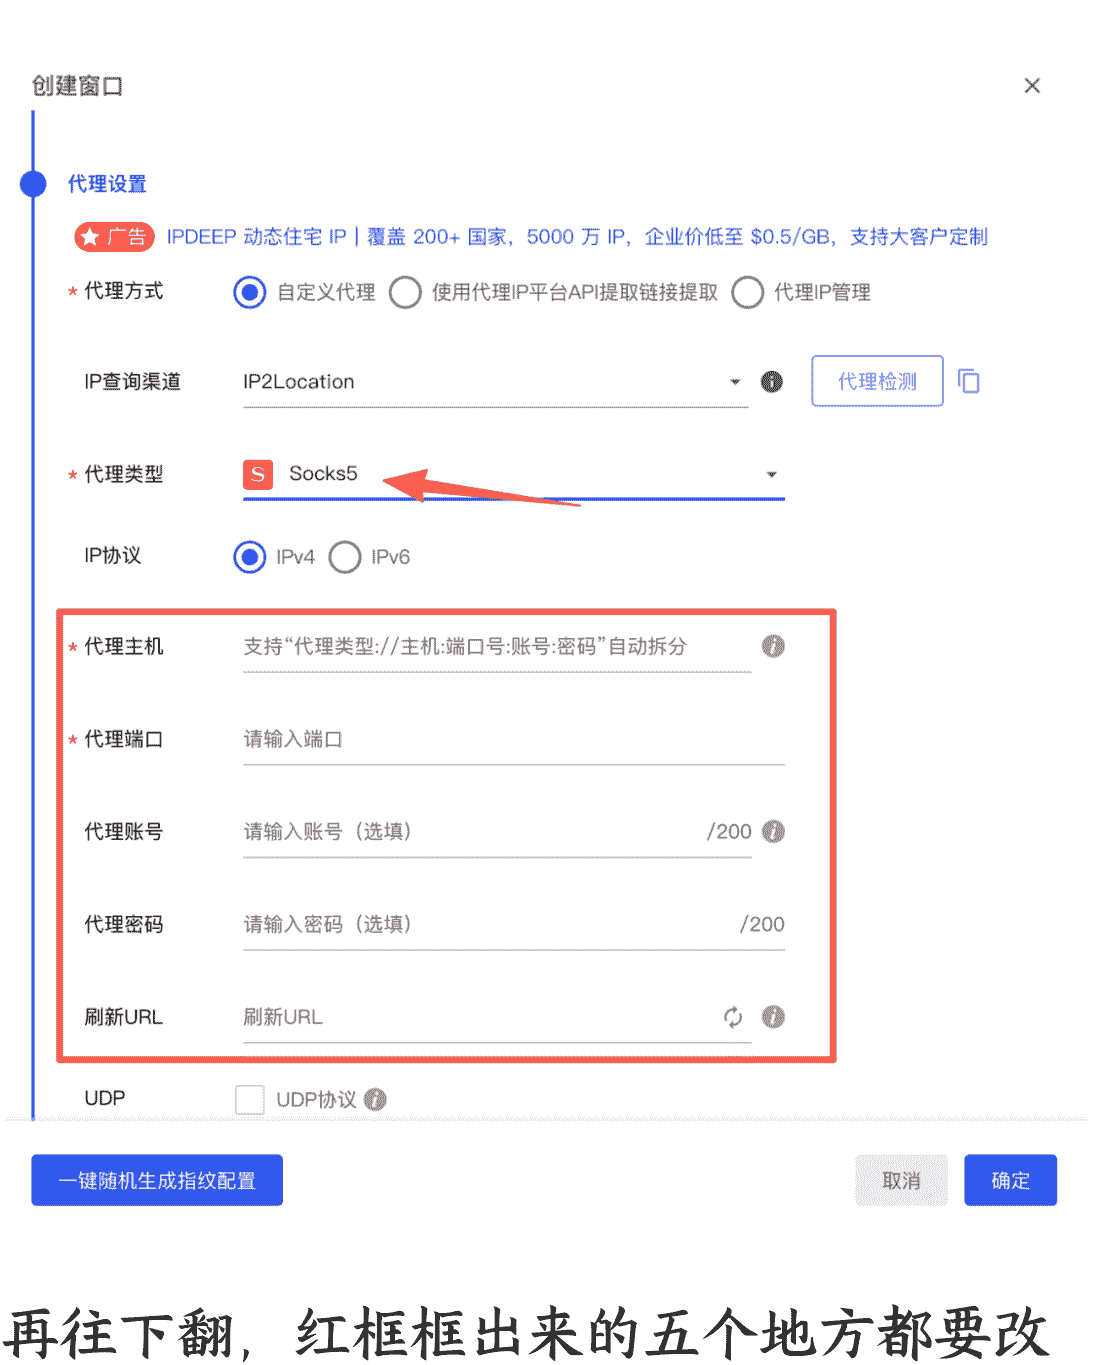 创建窗口
代理设置
广告 IPDEEP 动态住宅 IP | 覆盖 200+ 国家，5000 万 IP，企业价低至 $0.5/GB，支持大客户定制
* 代理方式 自定义代理 使用代理IP平台API提取链接提取 代理IP管理
IP查询渠道 IP2Location 代理检测
* 代理类型 S Socks5
IP协议 IPv4 IPv6
* 代理主机 支持“代理类型://主机:端口号:账号:密码”自动拆分
* 代理端口 请输入端口
代理账号 请输入账号（选填） /200
代理密码 请输入密码（选填） /200
刷新URL 刷新URL
UDP UDP协议
一键随机生成指纹配置 取消 确定
再往下翻，红框框出来的五个地方都要改